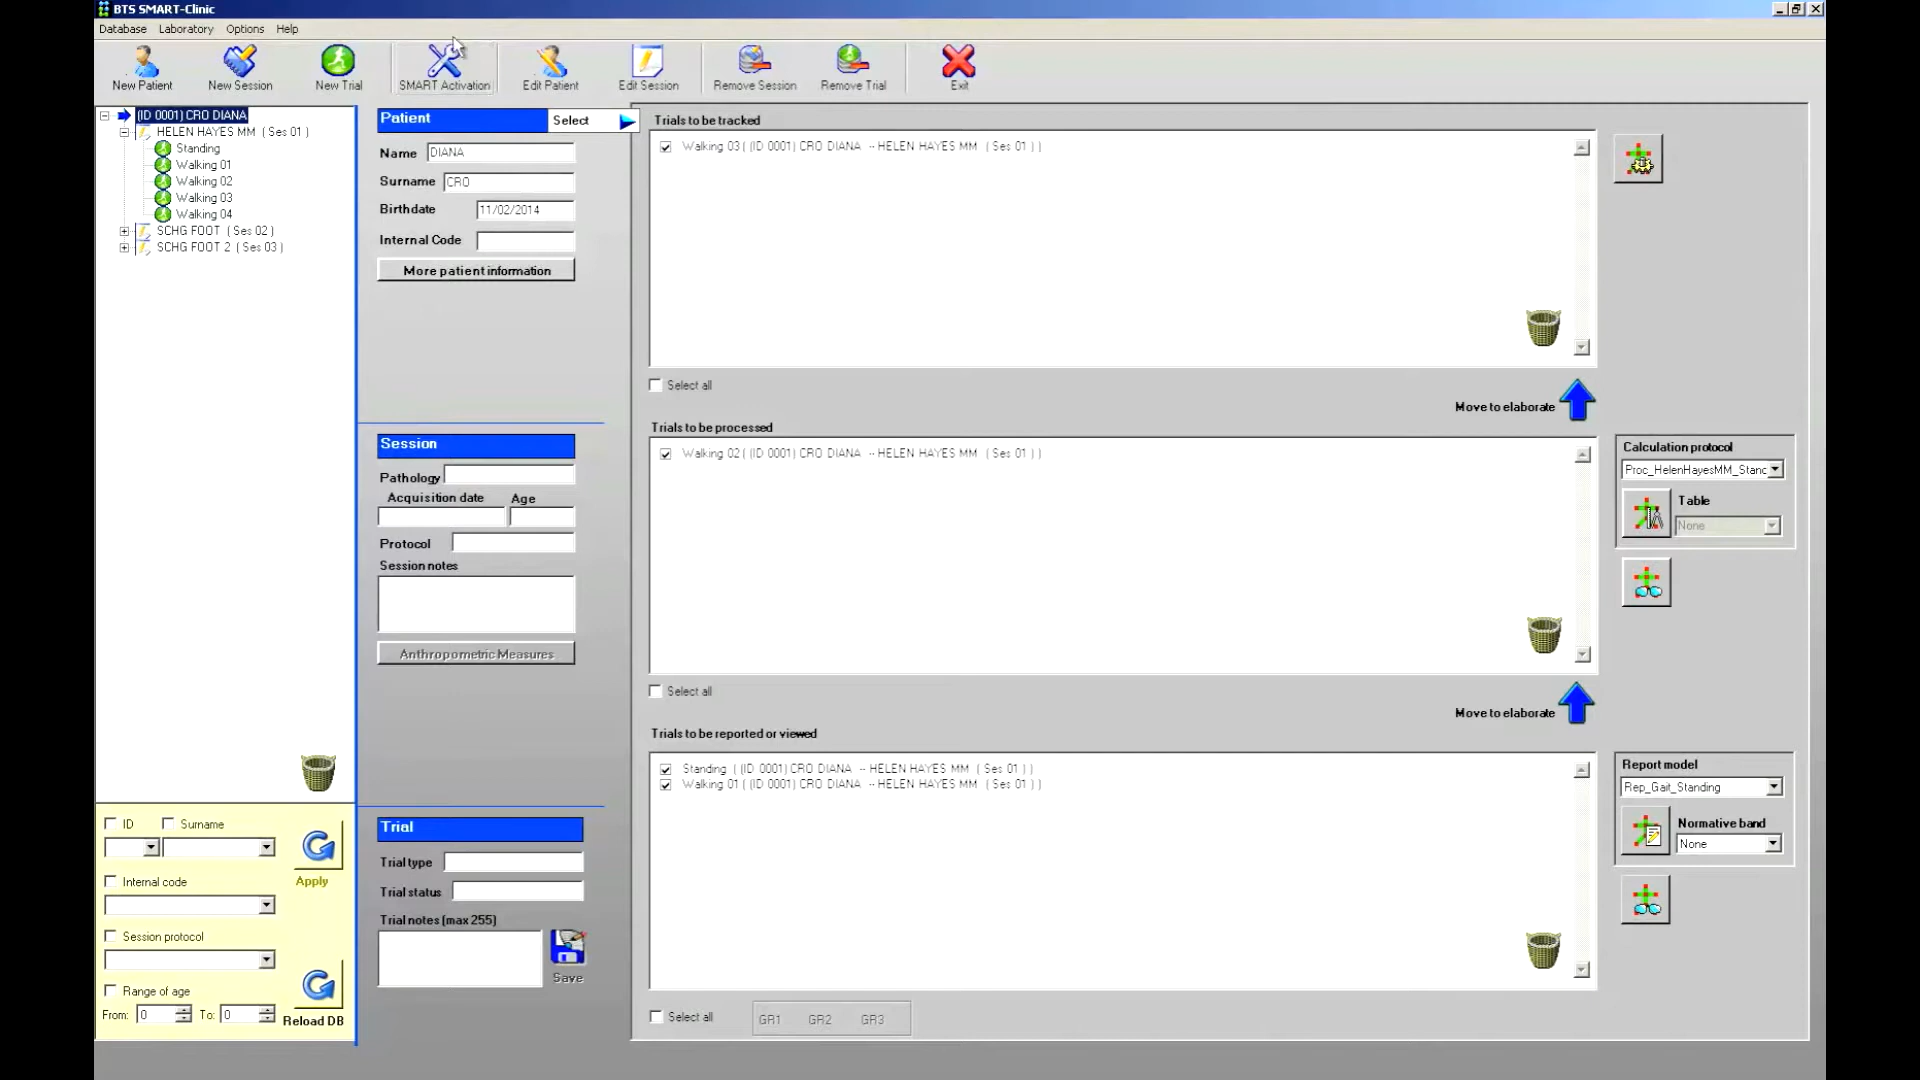 BTS SMART-Clinic
Database Laboratory Options Help
New Patient New Session New Trial SMART Activation Edit Patient Edit Session Remove Session Remove Trial Exit
(ID 0001) CRO DIANA
HELEN HAYES MM ( Ses 01 )
Standing
Walking 01
Walking 02
Walking 03
Walking 04
SCHG FOOT ( Ses 02 )
SCHG FOOT 2 ( Ses 03 )
ID Surname
Apply
Internal code
Session protocol
Range of age
From: 0 To: 0
Reload DB
Patient Select
Name DIANA
Surname CRO
Birthdate 11/02/2014
Internal Code
More patient information
Session
Pathology
Acquisition date Age
Protocol
Session notes
Anthropometric Measures
Trial
Trial type
Trial status
Trial notes (max 255)
Save
Trials to be tracked
Walking 03 ( (ID 0001) CRO DIANA -- HELEN HAYES MM ( Ses 01 ) )
Select all
Move to elaborate
Trials to be processed
Walking 02 ( (ID 0001) CRO DIANA -- HELEN HAYES MM ( Ses 01 ) )
Select all
Move to elaborate
Trials to be reported or viewed
Standing ( (ID 0001) CRO DIANA -- HELEN HAYES MM ( Ses 01 ) )
Walking 01 ( (ID 0001) CRO DIANA -- HELEN HAYES MM ( Ses 01 ) )
Select all
GR1 GR2 GR3
Calculation protocol
Proc_HelenHayesMM_Stanc
Table
None
Report model
Rep_Gait_Standing
Normative band
None